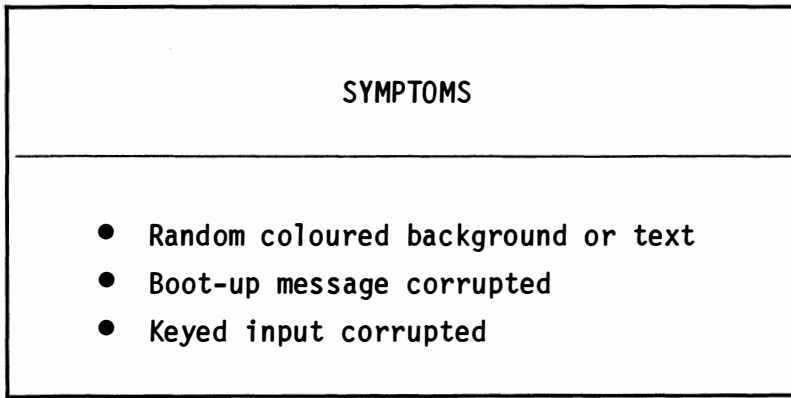 SYMPTOMS
● Random coloured background or text
● Boot-up message corrupted
● Keyed input corrupted